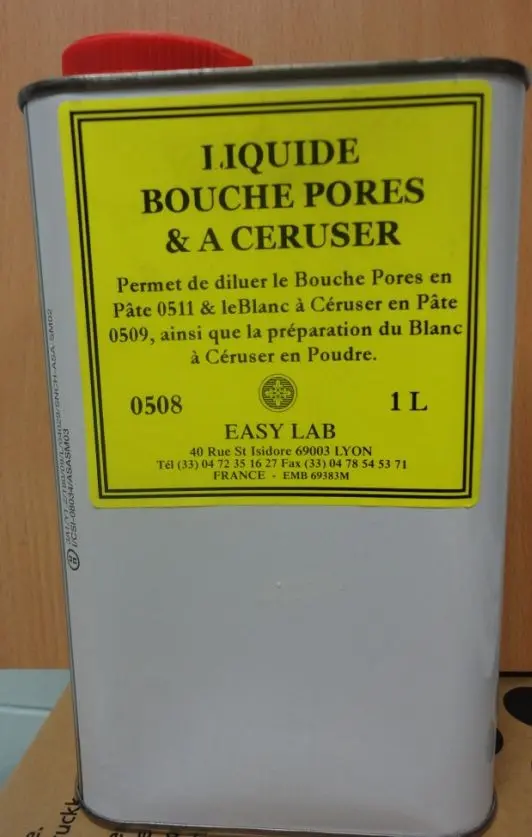 LIQUIDE
BOUCHE PORES
& A CERUSER
Permet de diluer le Bouche Pores en
Pâte 0511 & leBlanc à Céruser en Pâte
0509, ainsi que la préparation du Blanc
à Céruser en Poudre.
0508 1 L
EASY LAB
40 Rue St Isidore 69003 LYON
Tél (33) 04 72 35 16 27 Fax (33) 04 78 54 53 71
FRANCE - EMB 69383M